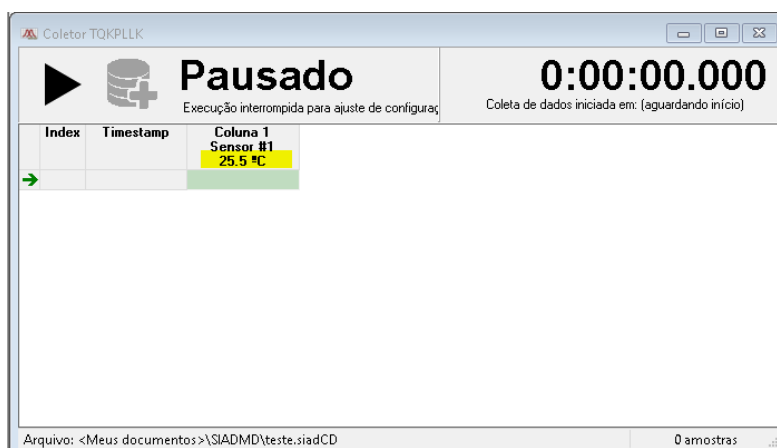 Coletor TQKPLLK
Pausado
Execução interrompida para ajuste de configuraç
0:00:00.000
Coleta de dados iniciada em: (aguardando início)
Index Timestamp Coluna 1
Sensor #1
25.5 ºC
Arquivo: <Meus documentos>\SIADMD\teste.siadCD 0 amostras